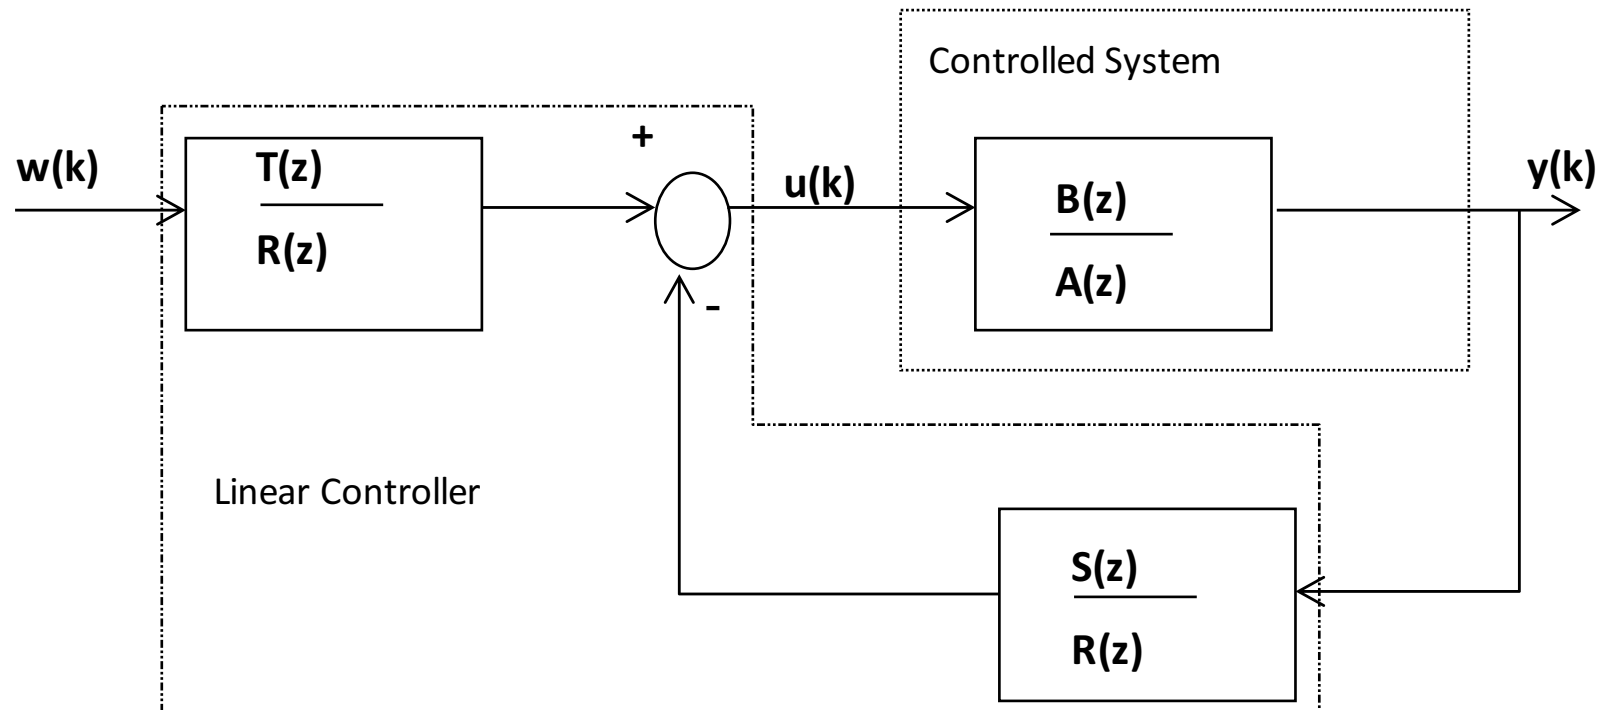 Controlled System
+
w(k)
T(z)
R(z)
u(k)
B(z)
A(z)
y(k)
-
Linear Controller
S(z)
R(z)